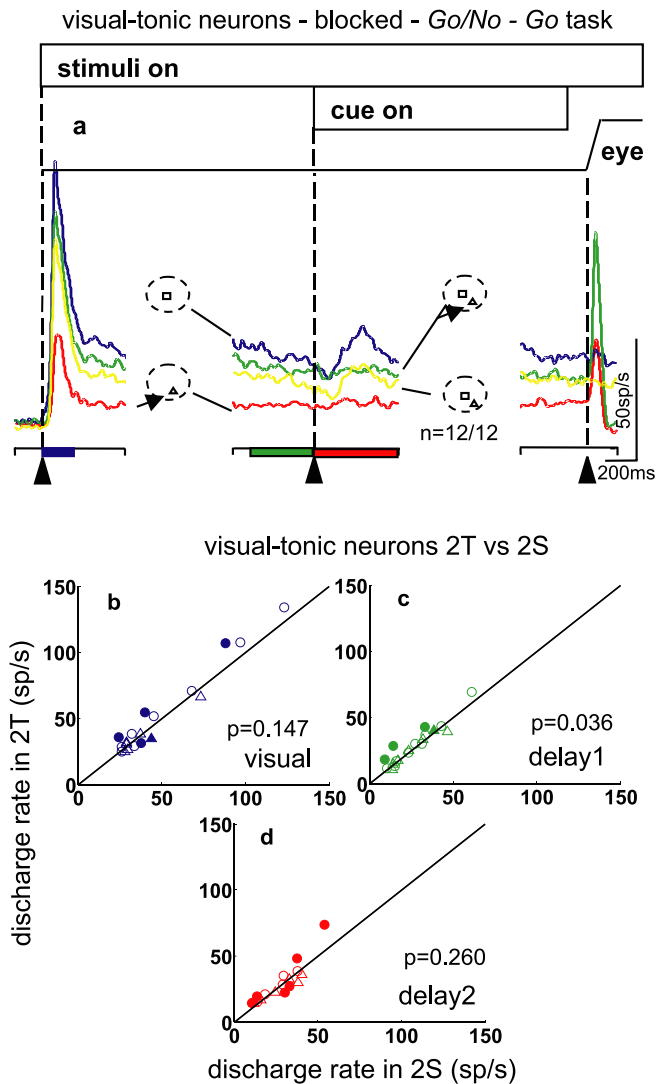 visual-tonic neurons - blocked - Go/No - Go task
stimuli on
cue on
a
eye
n=12/12
50sp/s
200ms
visual-tonic neurons 2T vs 2S
discharge rate in 2T (sp/s)
b
150
100
50
0
p=0.147
visual
0
50
100
150
c
150
100
50
0
p=0.036
delay1
0
50
100
150
d
150
100
50
0
p=0.260
delay2
0
50
100
150
discharge rate in 2S (sp/s)